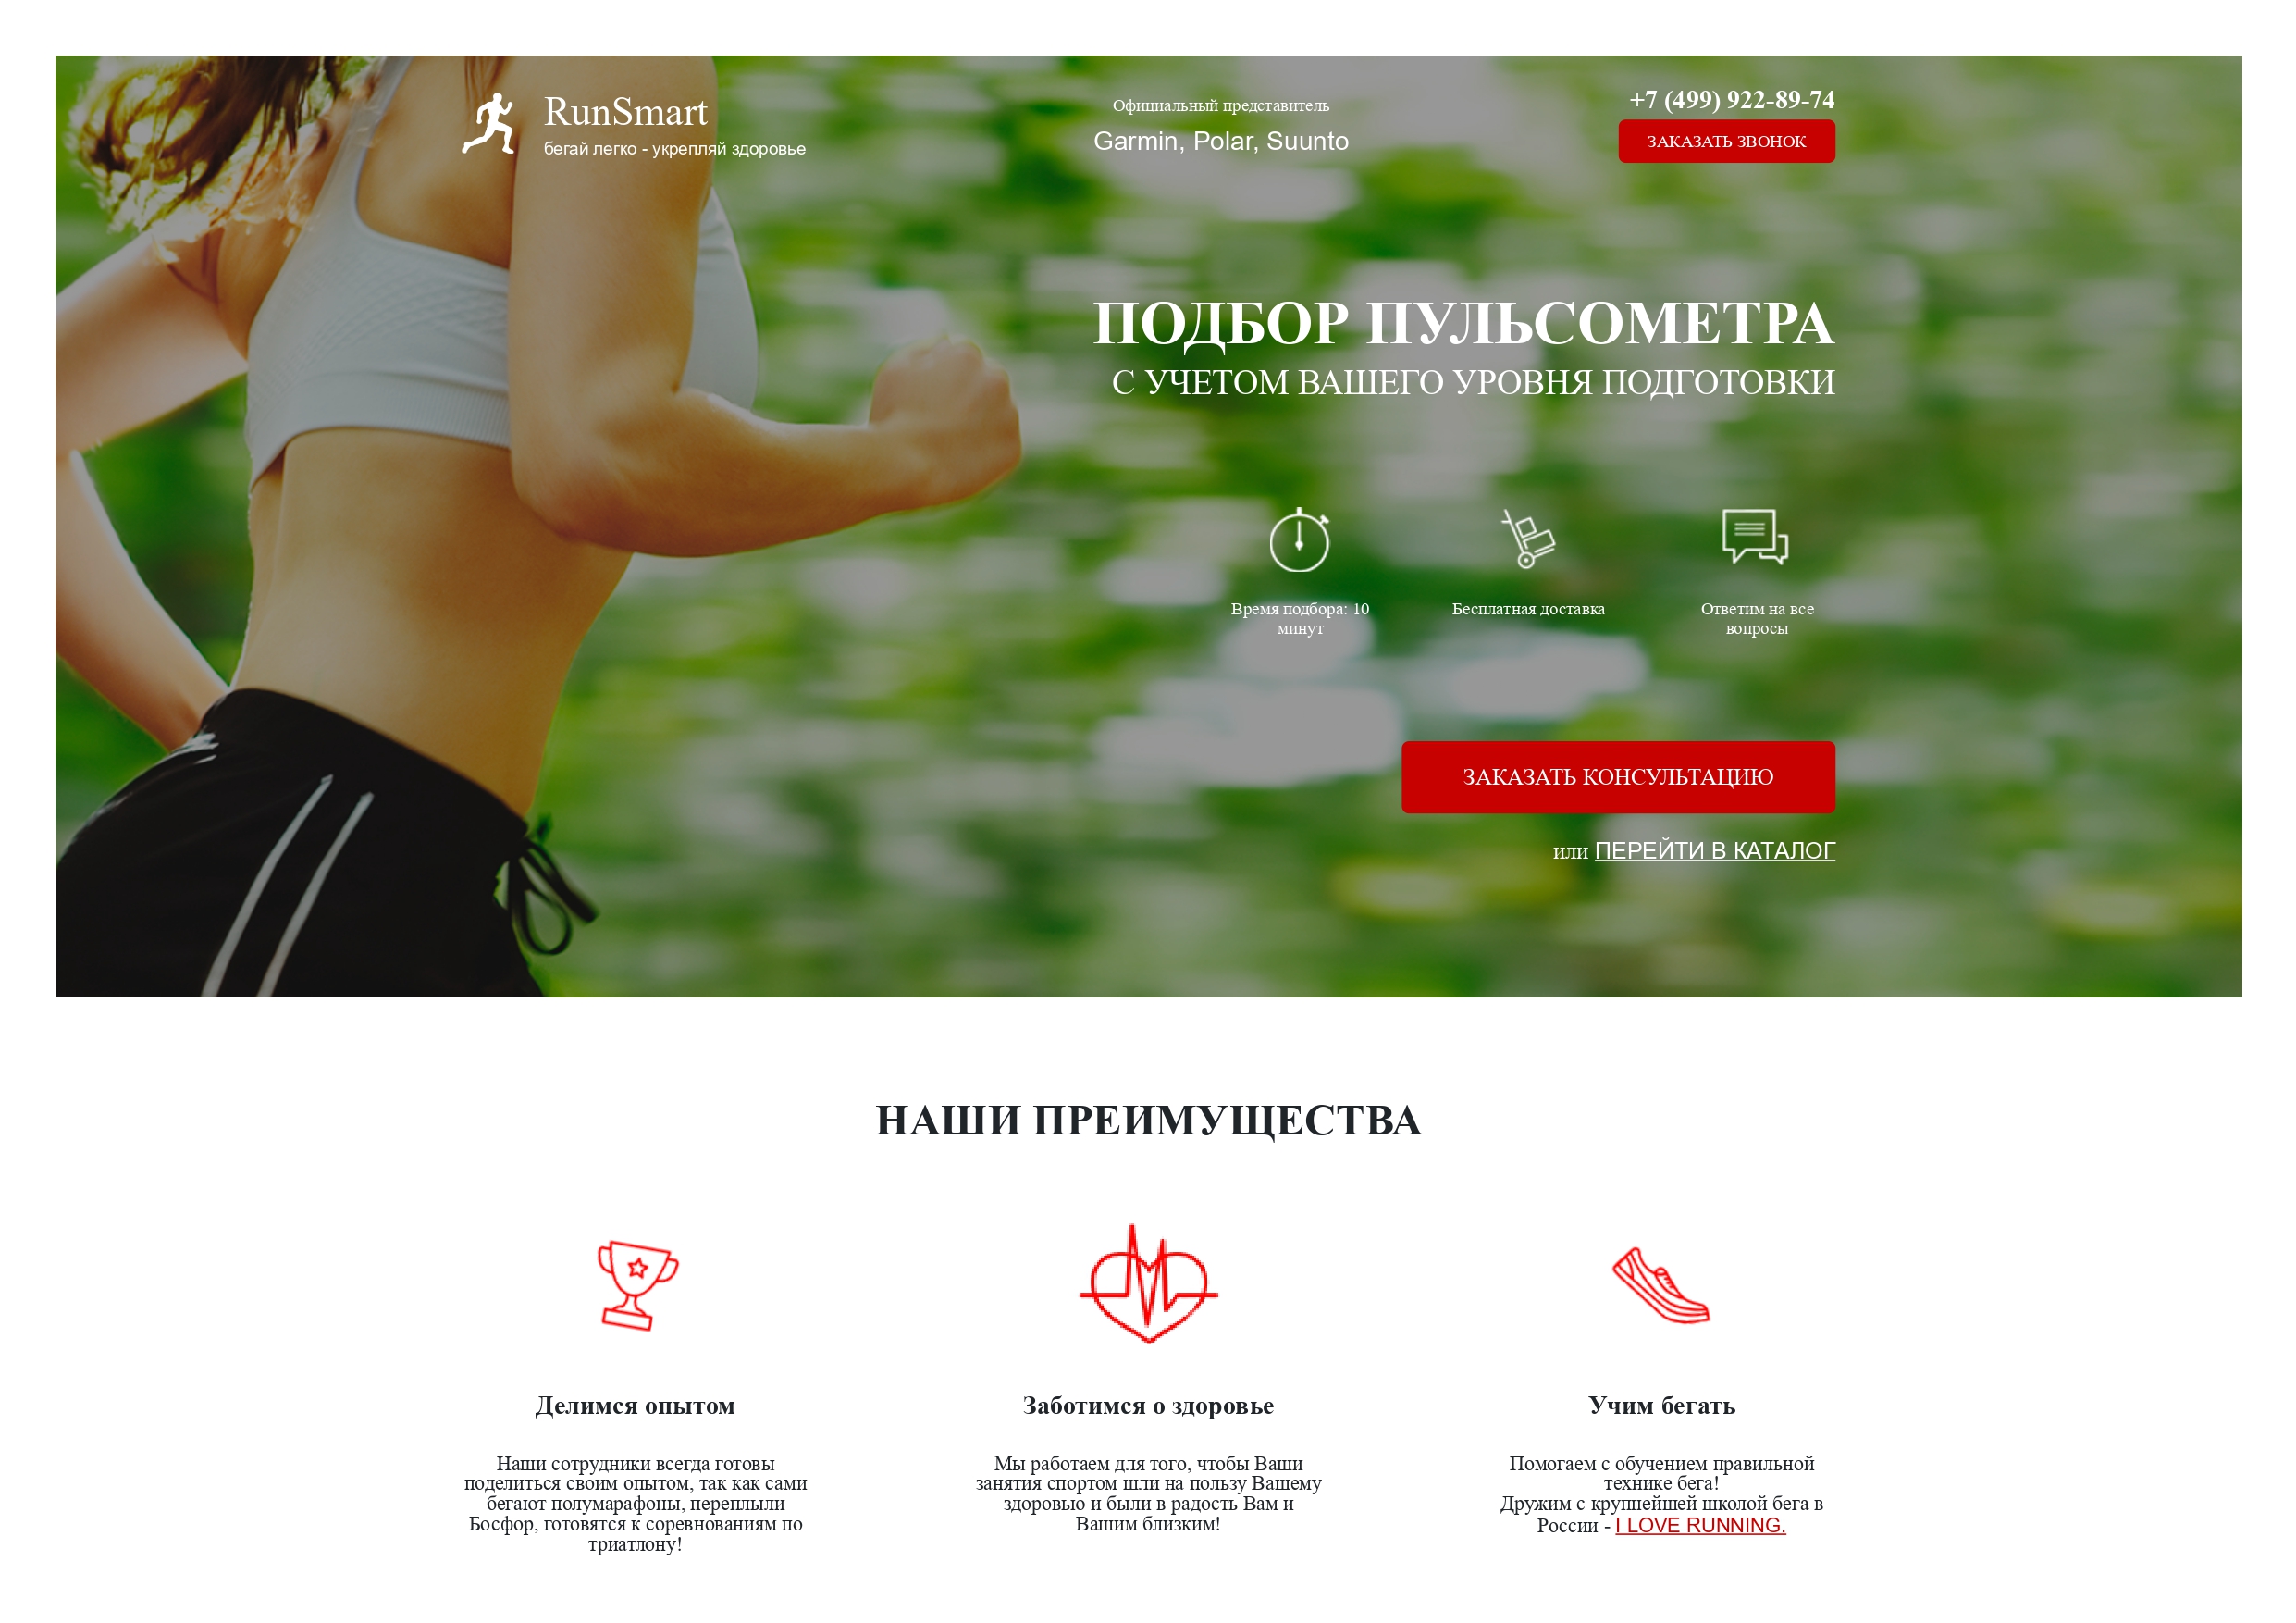 RunSmart
бегай легко - укрепляй здоровье
Официальный представитель
Garmin, Polar, Suunto
+7 (499) 922-89-74
ЗАКАЗАТЬ ЗВОНОК
ПОДБОР ПУЛЬСОМЕТРА
С УЧЕТОМ ВАШЕГО УРОВНЯ ПОДГОТОВКИ
Время подбора: 10
минут
Бесплатная доставка
Ответим на все
вопросы
ЗАКАЗАТЬ КОНСУЛЬТАЦИЮ
или ПЕРЕЙТИ В КАТАЛОГ
НАШИ ПРЕИМУЩЕСТВА
Делимся опытом
Наши сотрудники всегда готовы
поделиться своим опытом, так как сами
бегают полумарафоны, переплыли
Босфор, готовятся к соревнованиям по
триатлону!
Заботимся о здоровье
Мы работаем для того, чтобы Ваши
занятия спортом шли на пользу Вашему
здоровью и были в радость Вам и
Вашим близким!
Учим бегать
Помогаем с обучением правильной
технике бега!
Дружим с крупнейшей школой бега в
России - I LOVE RUNNING.